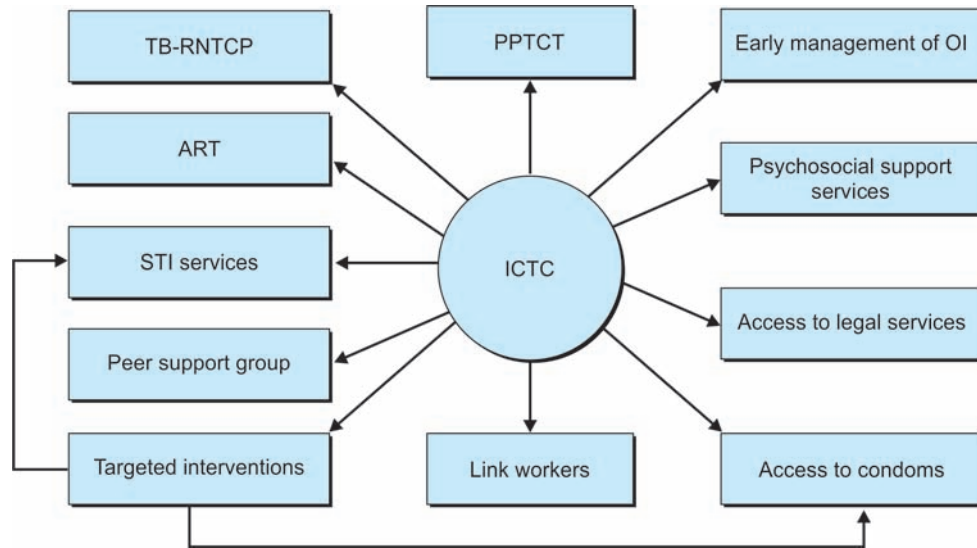 TB-RNTCP
PPTCT
Early management of OI
ART
Psychosocial support
services
STI services
ICTC
Access to legal services
Peer support group
Targeted interventions
Link workers
Access to condoms